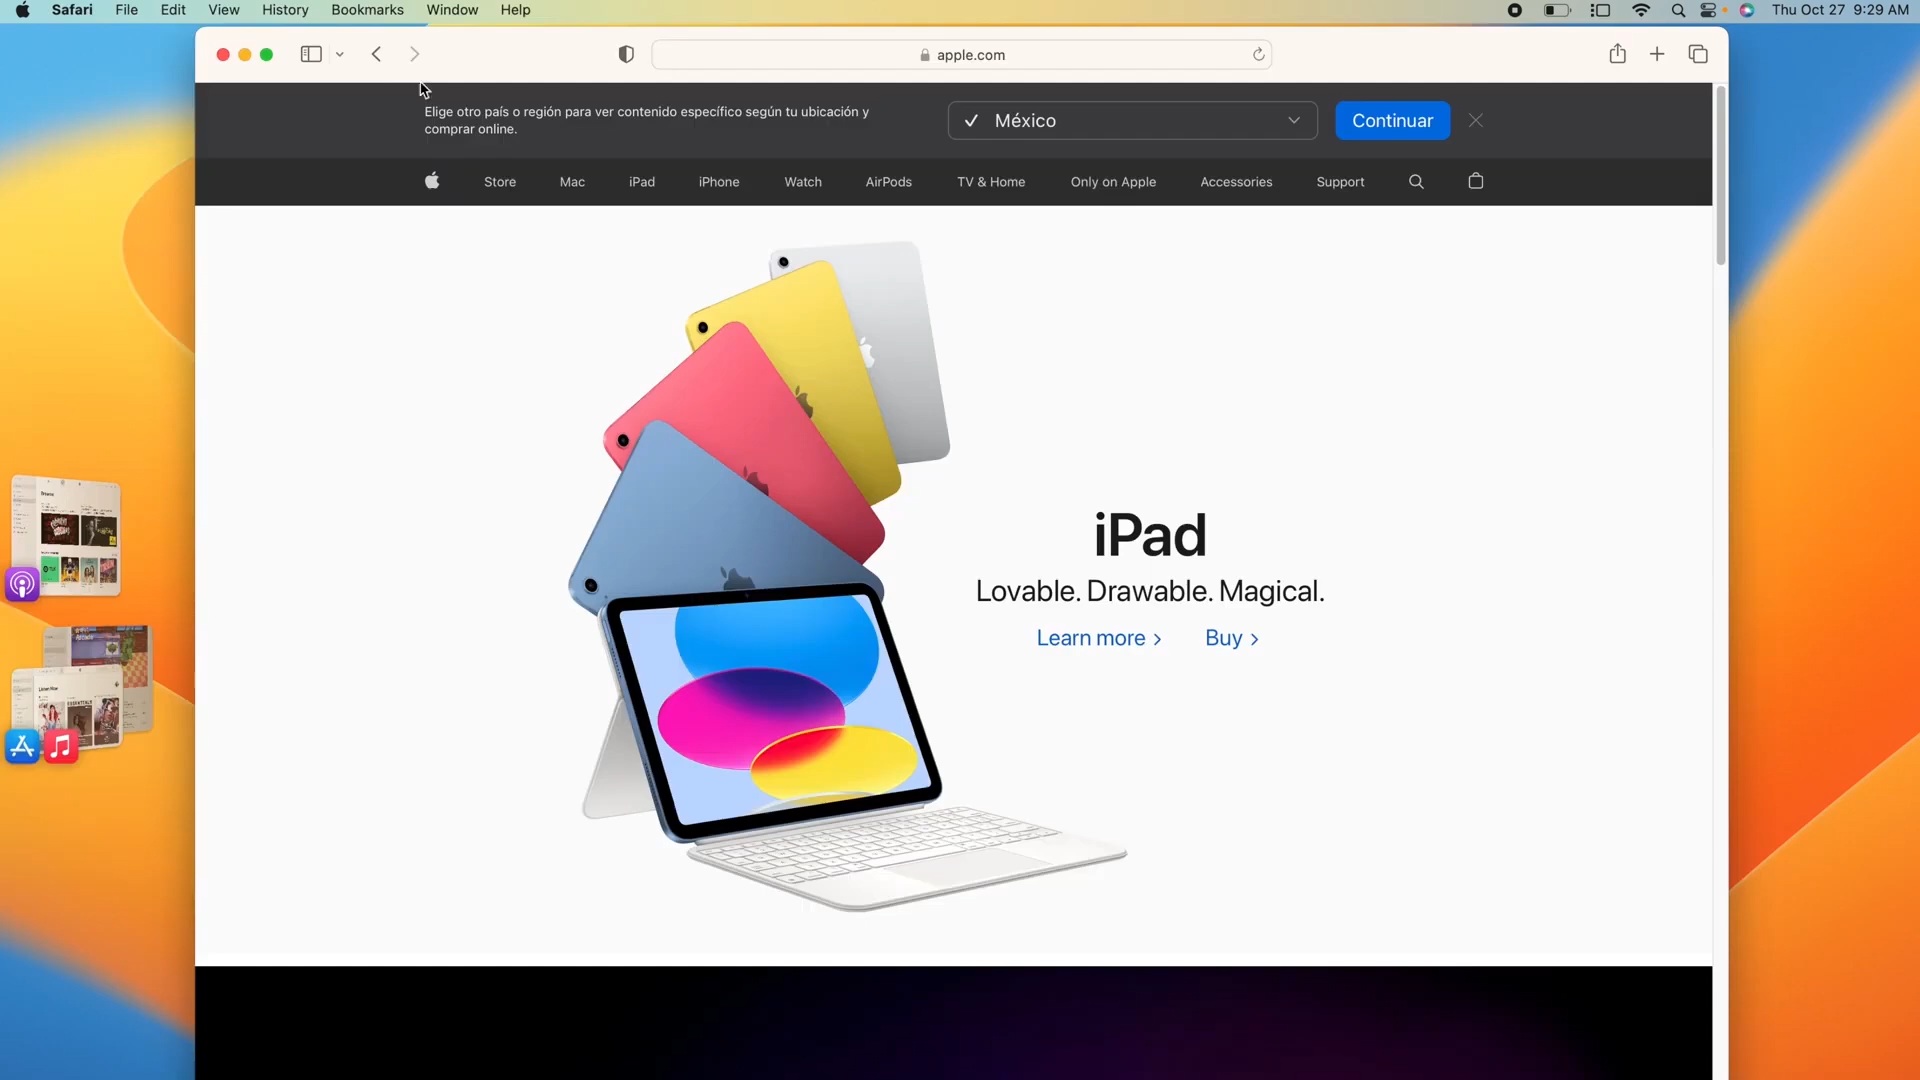 Safari File Edit View History Bookmarks Window Help Thu Oct 27 9:29 AM
apple.com
Elige otro país o región para ver contenido específico según tu ubicación y
comprar online.
✓ México
Continuar
Store Mac iPad iPhone Watch AirPods TV & Home Only on Apple Accessories Support
iPad
Lovable. Drawable. Magical.
Learn more > Buy >